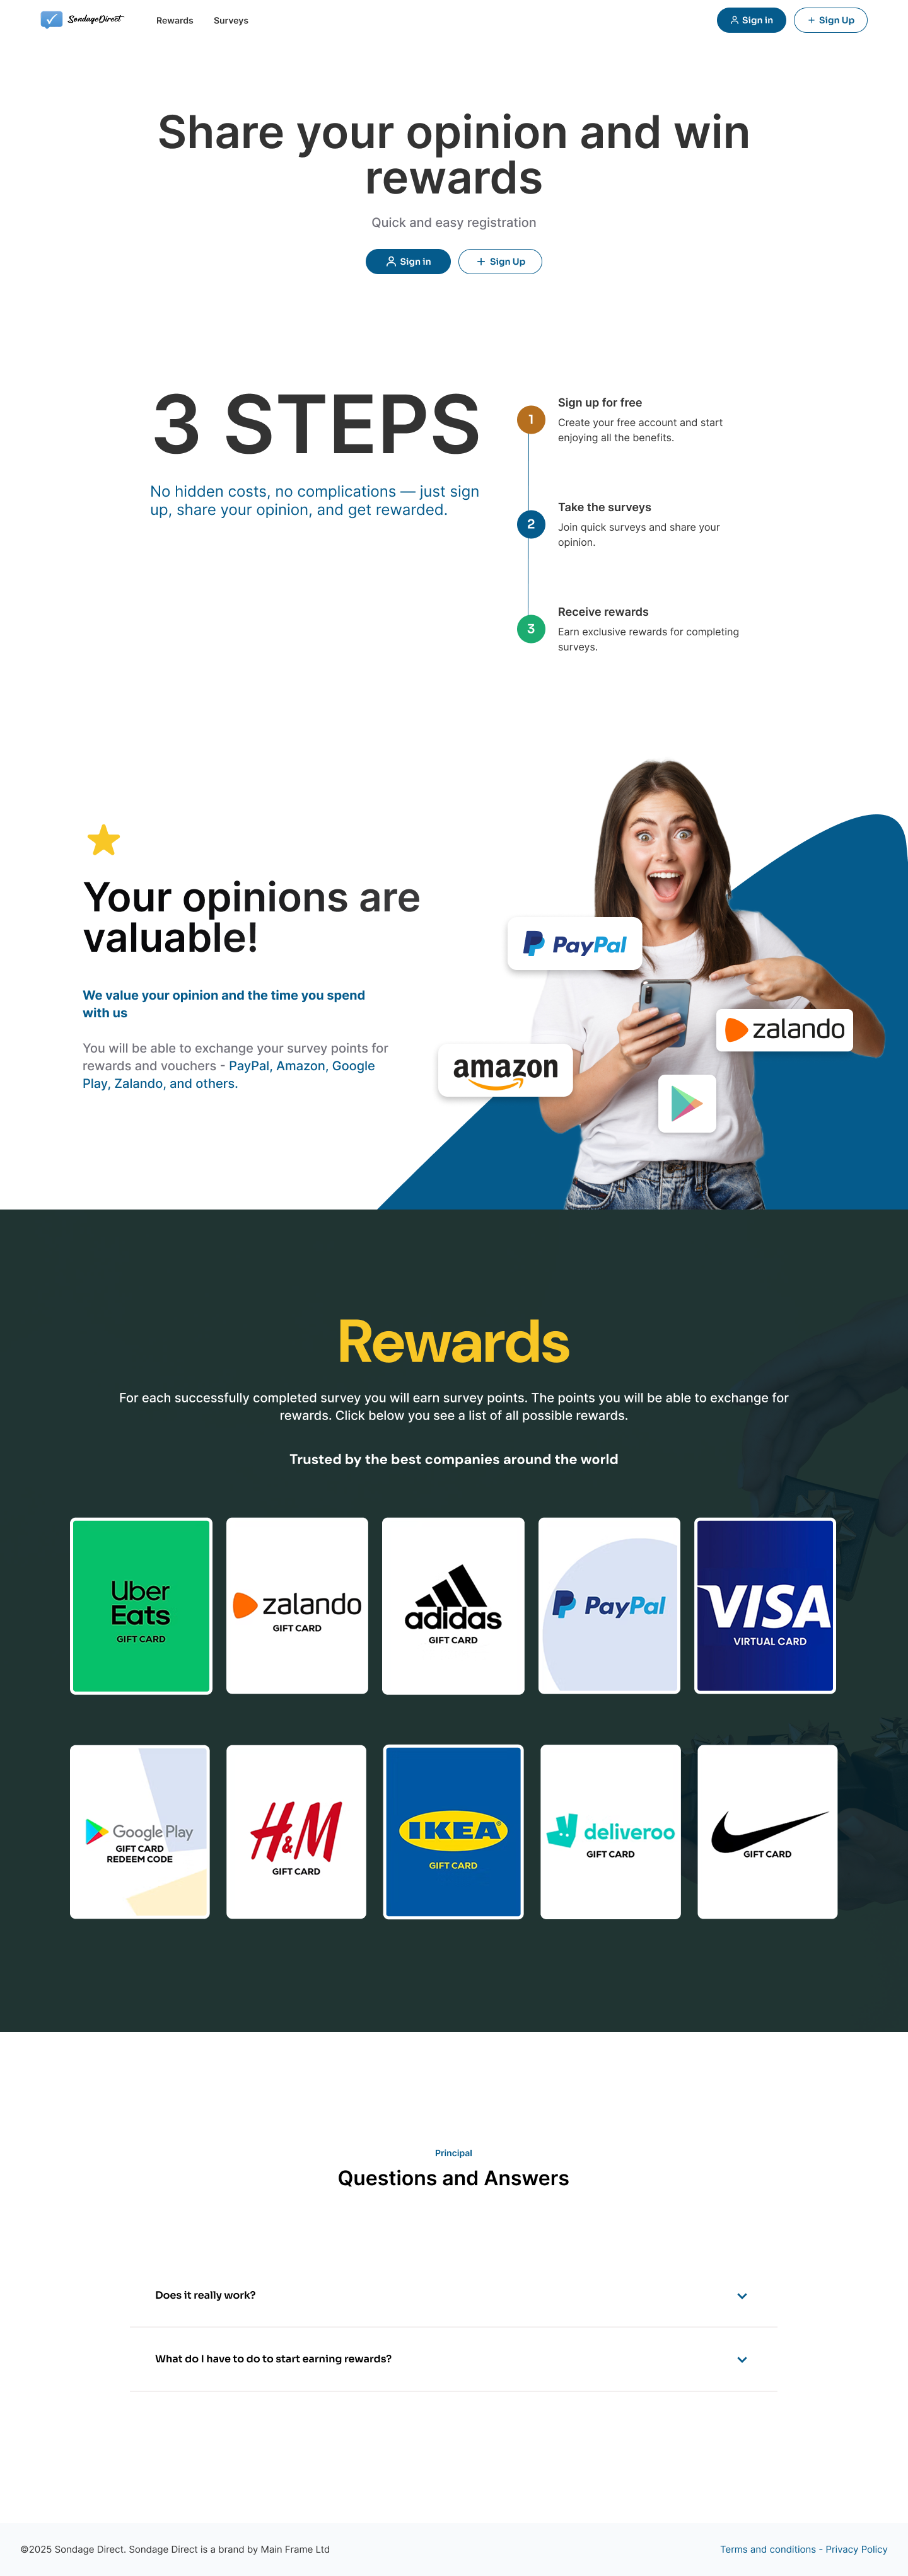 SondageDirect
Rewards
Surveys
Sign in
Sign Up
Share your opinion and win
rewards
Quick and easy registration
Sign in
Sign Up
3 STEPS
No hidden costs, no complications — just sign
up, share your opinion, and get rewarded.
1
Sign up for free
Create your free account and start
enjoying all the benefits.
2
Take the surveys
Join quick surveys and share your
opinion.
3
Receive rewards
Earn exclusive rewards for completing
surveys.
Your opinions are
valuable!
We value your opinion and the time you spend
with us
You will be able to exchange your survey points for
rewards and vouchers - PayPal, Amazon, Google
Play, Zalando, and others.
PayPal
zalando
amazon
Rewards
For each successfully completed survey you will earn survey points. The points you will be able to exchange for
rewards. Click below you see a list of all possible rewards.
Trusted by the best companies around the world
Uber
Eats
GIFT CARD
zalando
GIFT CARD
adidas
GIFT CARD
PayPal
VISA
VIRTUAL CARD
Google Play
GIFT CARD
REDEEM CODE
H&M
GIFT CARD
IKEA®
GIFT CARD
deliveroo
GIFT CARD
GIFT CARD
Principal
Questions and Answers
Does it really work?
What do I have to do to start earning rewards?
©2025 Sondage Direct. Sondage Direct is a brand by Main Frame Ltd
Terms and conditions - Privacy Policy